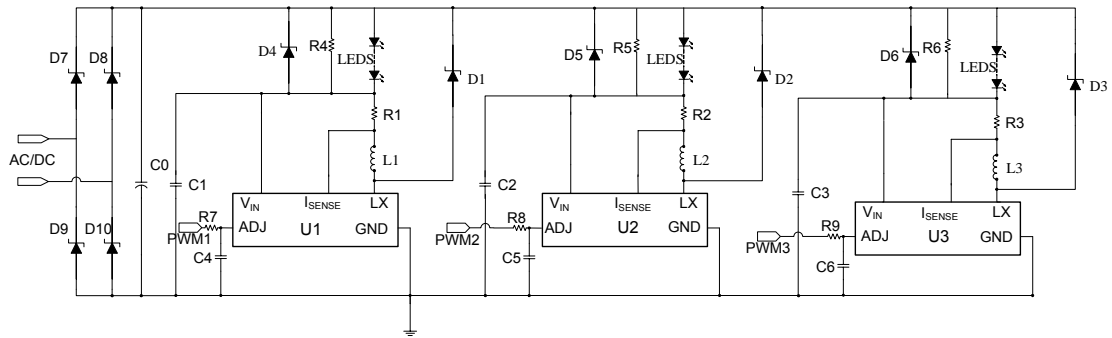 D7
D8
D4
R4
LEDS
D1
D5
R5
LEDS
D2
D6
R6
LEDS
D3
AC/DC
C0
C1
R1
L1
C2
R2
L2
C3
R3
L3
D9
D10
PWM1
R7
C4
VIN
ISENSE
LX
ADJ
U1
GND
PWM2
R8
C5
VIN
ISENSE
LX
ADJ
U2
GND
PWM3
R9
C6
VIN
ISENSE
LX
ADJ
U3
GND